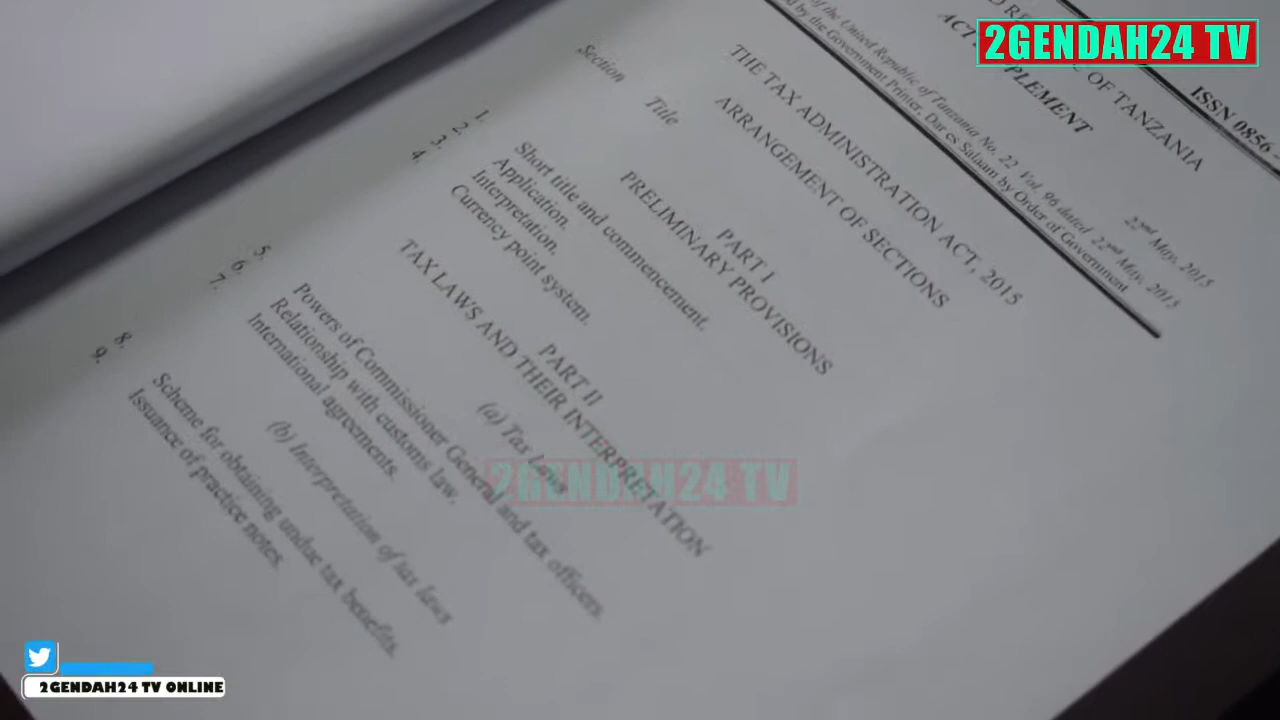 2GENDAH24 TV
ISSN 0856 -
OF TANZANIA
22nd May, 2015
of the United Republic of Tanzania No. 22 Vol. 96 dated 22nd May, 2015
by the Government Printer, Dar es Salaam by Order of Government
THE TAX ADMINISTRATION ACT, 2015
ARRANGEMENT OF SECTIONS
Section Title
PART I
PRELIMINARY PROVISIONS
1. Short title and commencement.
2. Application.
3. Interpretation.
4. Currency point system.
PART II
TAX LAWS AND THEIR INTERPRETATION
(a) Tax Laws
5. Powers of Commissioner General and tax officers.
6. Relationship with customs law.
7. International agreements.
(b) Interpretation of tax laws
8. Scheme for obtaining undue tax benefits.
9. Issuance of practice notes.
2GENDAH24 TV
2GENDAH24 TV ONLINE